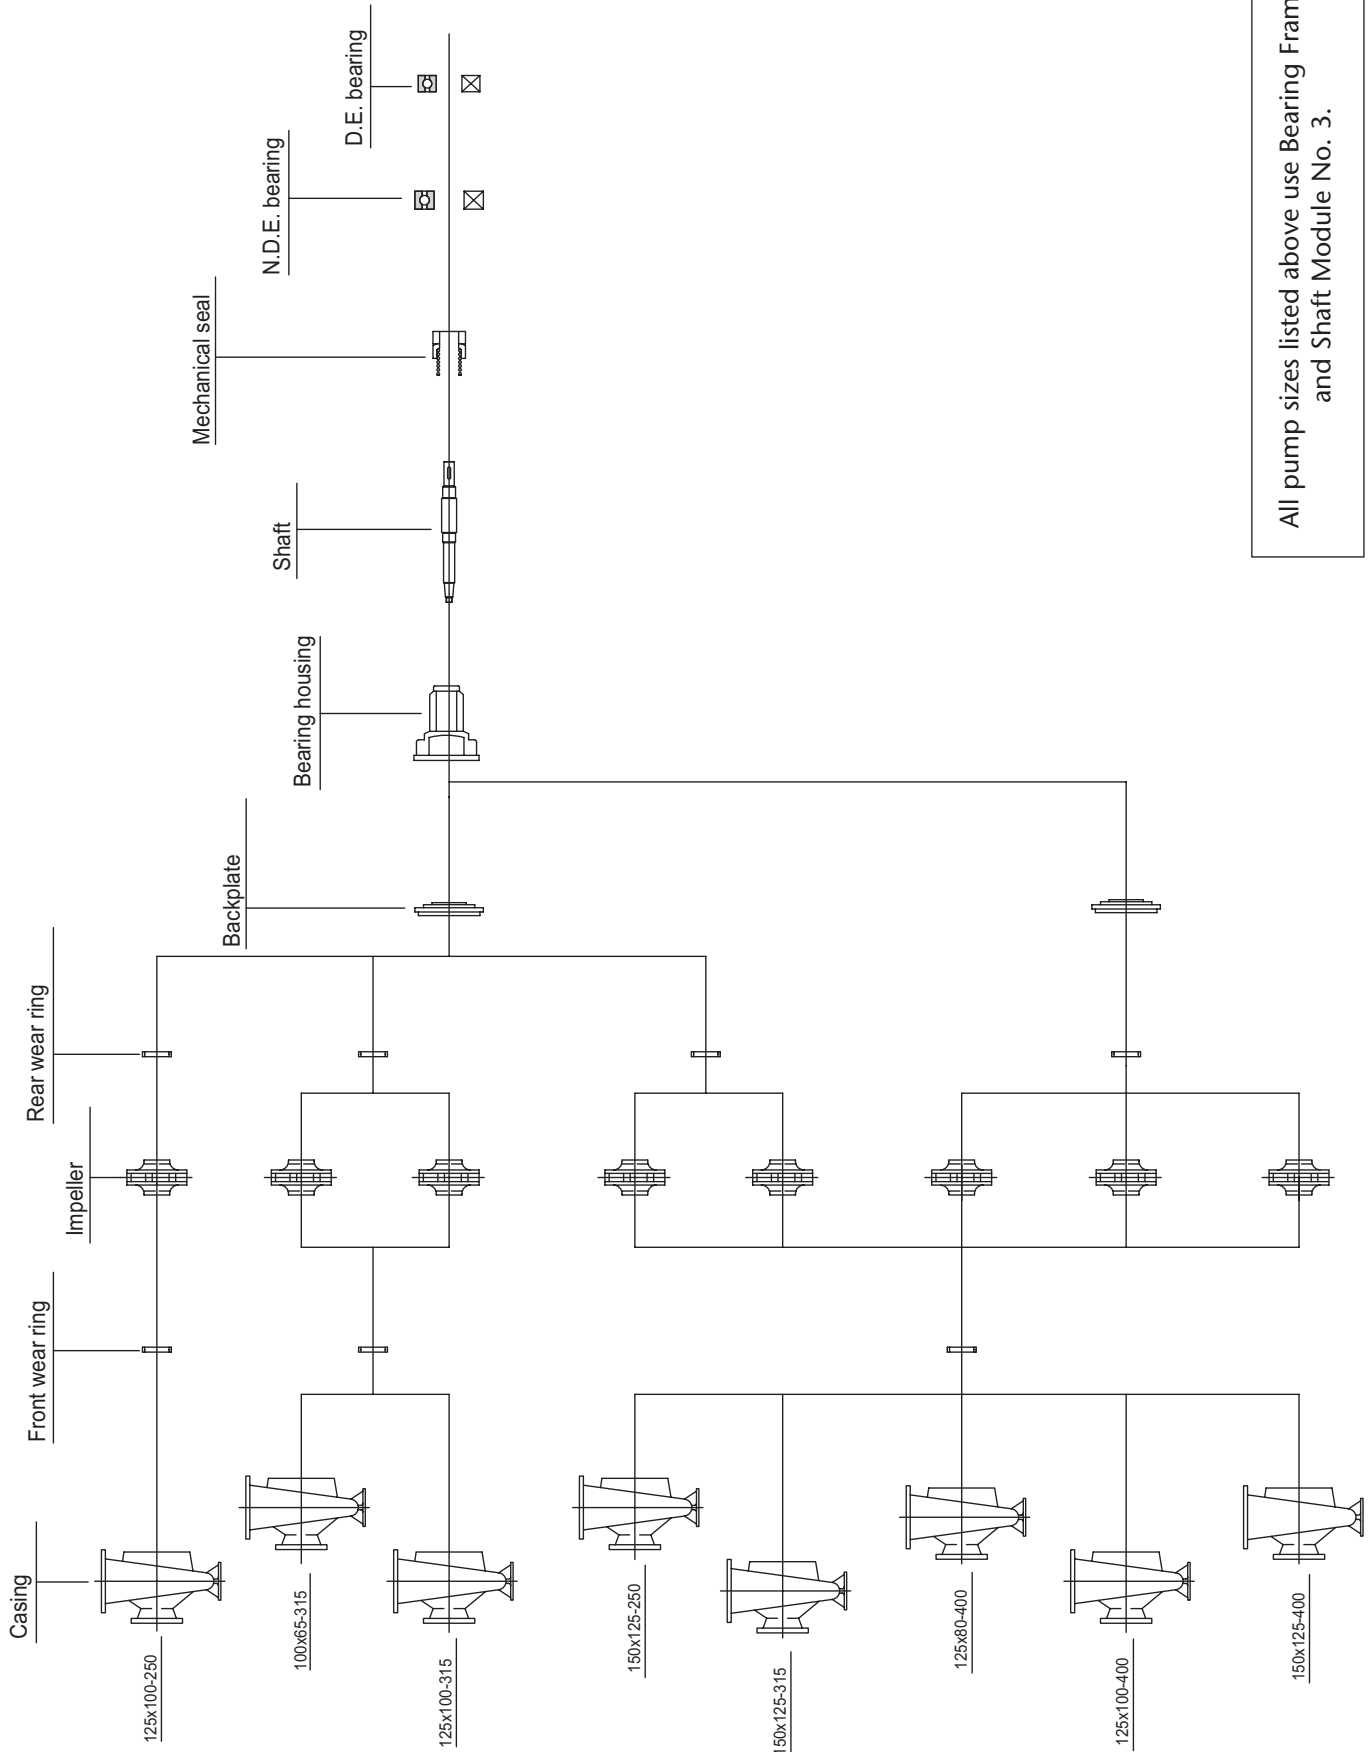 Casing
Front wear ring
Impeller
Rear wear ring
Backplate
Bearing housing
Shaft
Mechanical seal
N.D.E. bearing
D.E. bearing
125x100-250
100x65-315
125x100-315
150x125-250
150x125-315
125x80-400
125x100-400
150x125-400
All pump sizes listed above use Bearing
and Shaft Module No. 3.